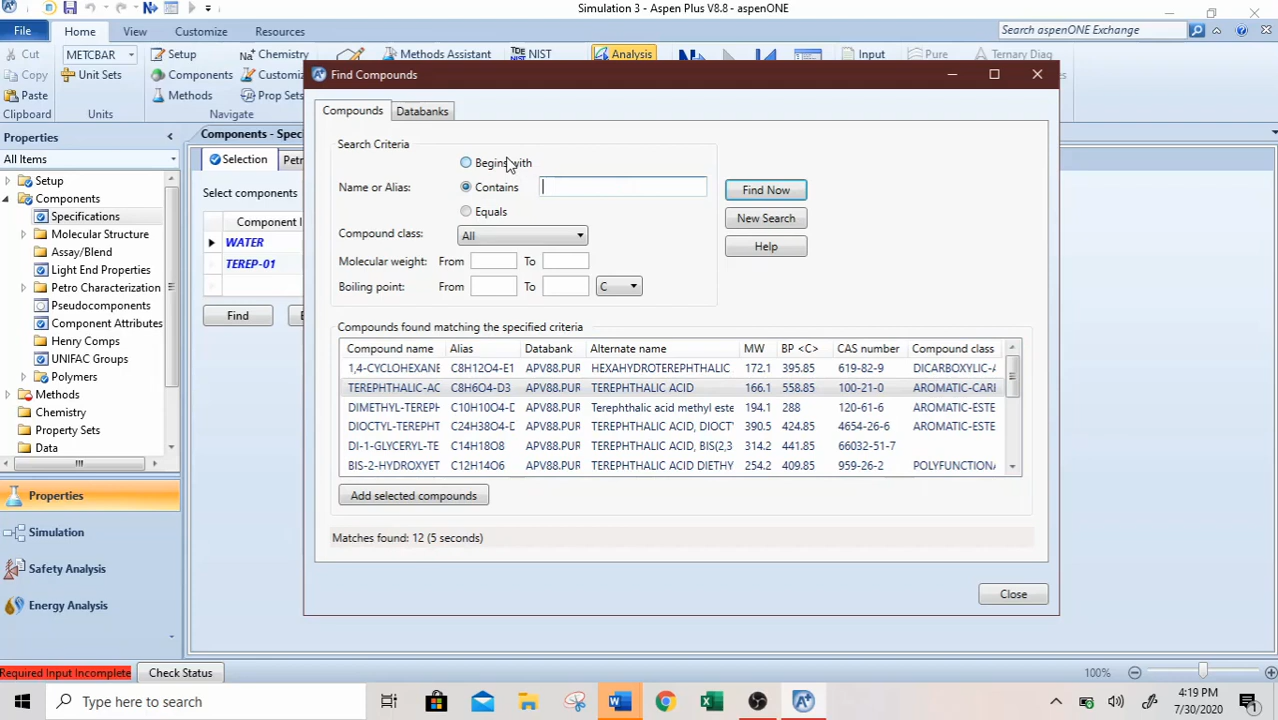 Simulation 3 - Aspen Plus V8.8 - aspenONE
File Home View Customize Resources Search aspenONE Exchange
Cut METCBAR Setup Chemistry Methods Assistant NIST Analysis Input Pure Ternary Diag
Copy Unit Sets Components Customiz
Paste Methods Prop Sets
Clipboard Units Navigate
Find Compounds
Compounds Databanks
Properties
All Items
Setup
Components
Specifications
Molecular Structure
Assay/Blend
Light End Properties
Petro Characterization
Pseudocomponents
Component Attributes
Henry Comps
UNIFAC Groups
Polymers
Methods
Chemistry
Property Sets
Data
Properties
Simulation
Safety Analysis
Energy Analysis
Components - Spec
Selection Petr
Select components
Component I
WATER
TEREP-01
Find E
Search Criteria
Begins with
Name or Alias: Contains
Equals
Compound class: All
Molecular weight: From To
Boiling point: From To C
Find Now
New Search
Help
Compounds found matching the specified criteria
Compound name Alias Databank Alternate name MW BP <C> CAS number Compound class
1,4-CYCLOHEXANE C8H12O4-E1 APV88.PUR HEXAHYDROTEREPHTHALIC 172.1 395.85 619-82-9 DICARBOXYLIC-A
TEREPHTHALIC-AC C8H6O4-D3 APV88.PUR TEREPHTHALIC ACID 166.1 558.85 100-21-0 AROMATIC-CARI
DIMETHYL-TEREPH C10H10O4-D APV88.PUR Terephthalic acid methyl este 194.1 288 120-61-6 AROMATIC-ESTE
DIOCTYL-TEREPHT C24H38O4-D APV88.PUR TEREPHTHALIC ACID, DIOCT 390.5 424.85 4654-26-6 AROMATIC-ESTE
DI-1-GLYCERYL-TE C14H18O8 APV88.PUR TEREPHTHALIC ACID, BIS(2,3 314.2 441.85 66032-51-7
BIS-2-HYDROXYET C12H14O6 APV88.PUR TEREPHTHALIC ACID DIETHY 254.2 409.85 959-26-2 POLYFUNCTIONA
Add selected compounds
Matches found: 12 (5 seconds)
Close
Required Input Incomplete Check Status 100%
Type here to search
4:19 PM
7/30/2020